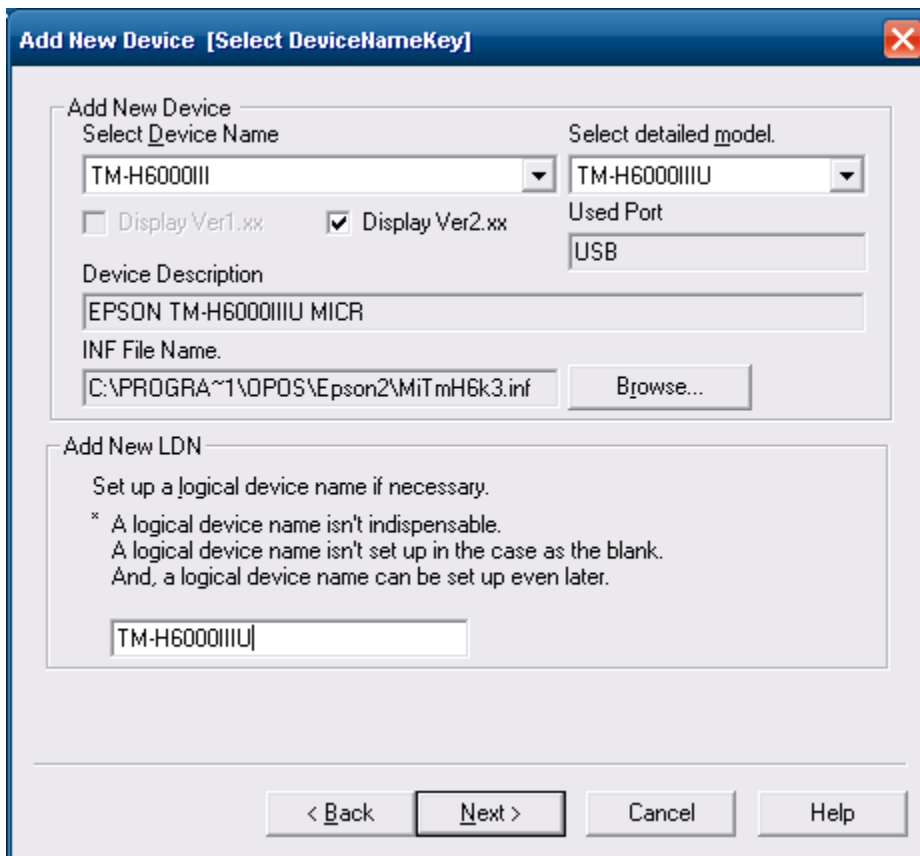 Add New Device [Select DeviceNameKey]
Add New Device
Select Device Name
Select detailed model.
TM-H6000III
TM-H6000IIIU
Display Ver1.xx
Display Ver2.xx
Used Port
USB
Device Description
EPSON TM-H6000IIIU MICR
INF File Name.
C:\PROGRA~1\OPOS\Epson2\MiTmH6k3.inf
Browse...
Add New LDN
Set up a logical device name if necessary.
* A logical device name isn't indispensable.
A logical device name isn't set up in the case as the blank.
And, a logical device name can be set up even later.
TM-H6000IIIU
< Back
Next >
Cancel
Help